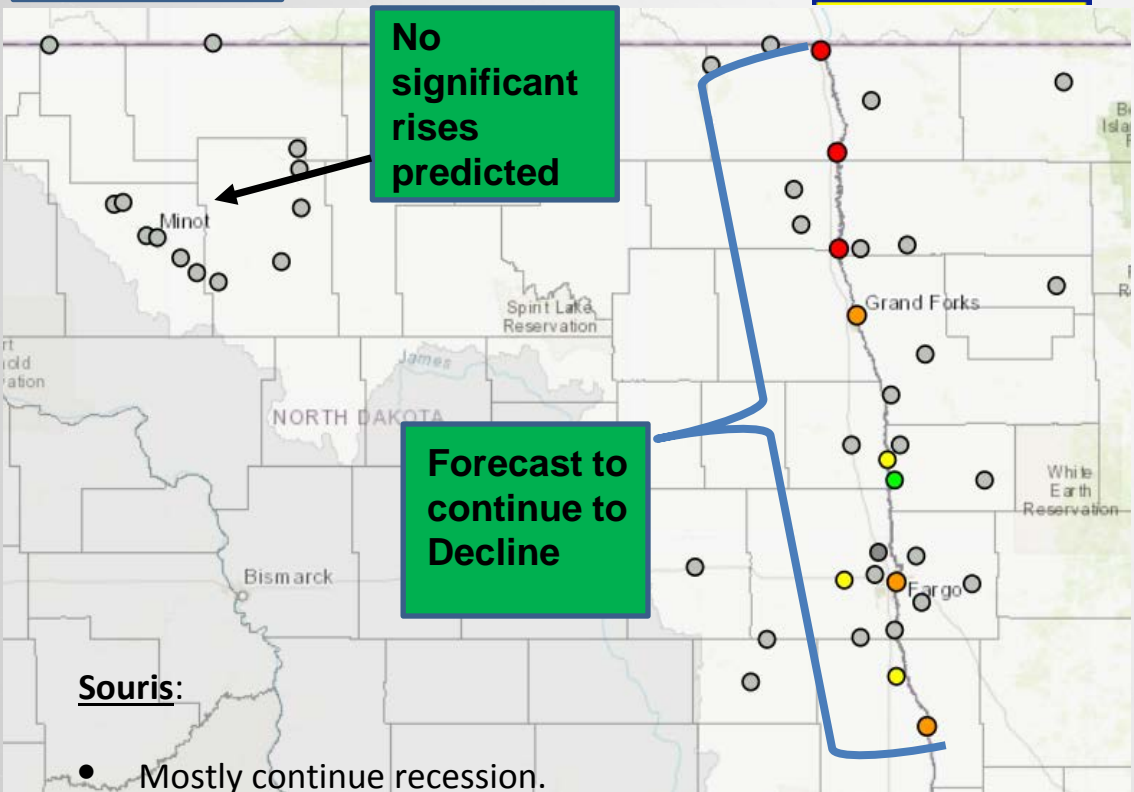 No
significant
rises
predicted
Minot
Spirit Lake
Reservation
Grand Forks
James
NORTH DAKOTA
Forecast to
continue to
Decline
White
Earth
Reservation
Bismarck
Fargo
Souris:
• Mostly continue recession.